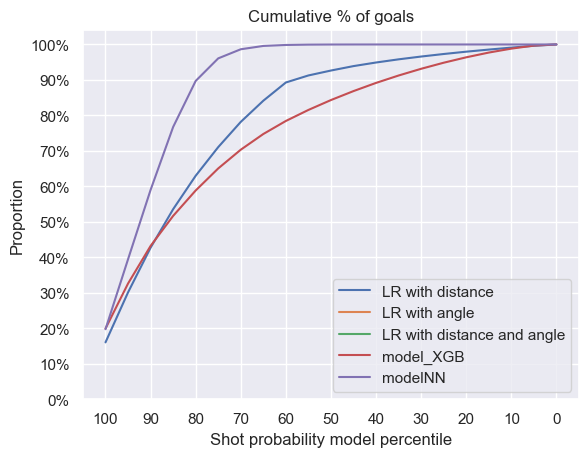 Cumulative % of goals
100%
90%
80%
70%
60%
50%
40%
30%
20%
10%
0%
Proportion
LR with distance
LR with angle
LR with distance and angle
model_XGB
modelNN
100 90 80 70 60 50 40 30 20 10 0
Shot probability model percentile